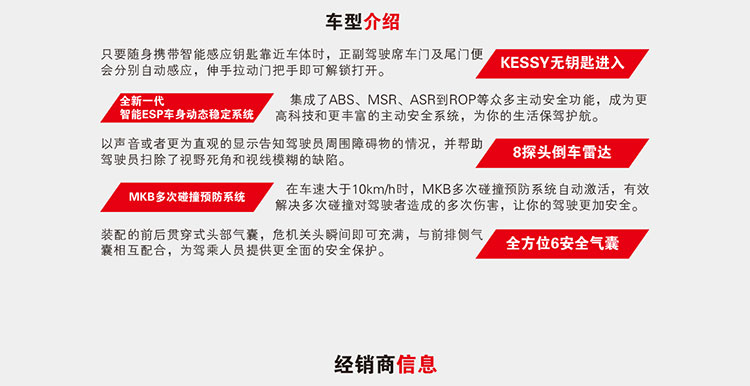 车型介绍
只要随身携带智能感应钥匙靠近车体时，正副驾驶席车门及尾门便
会分别自动感应，伸手拉动门把手即可解锁打开。
KESSY无钥匙进入
全新一代
智能ESP车身动态稳定系统
集成了ABS、MSR、ASR到ROP等众多主动安全功能，成为更
高科技和更丰富的主动安全系统，为你的生活保驾护航。
以声音或者更为直观的显示告知驾驶员周围障碍物的情况，并帮助
驾驶员扫除了视野死角和视线模糊的缺陷。
8探头倒车雷达
MKB多次碰撞预防系统
在车速大于10km/h时，MKB多次碰撞预防系统自动激活，有效
解决多次碰撞对驾驶者造成的多次伤害，让你的驾驶更加安全。
装配的前后贯穿式头部气囊，危机关头瞬间即可充满，与前排侧气
囊相互配合，为驾乘人员提供更全面的安全保护。
全方位6安全气囊
经销商信息